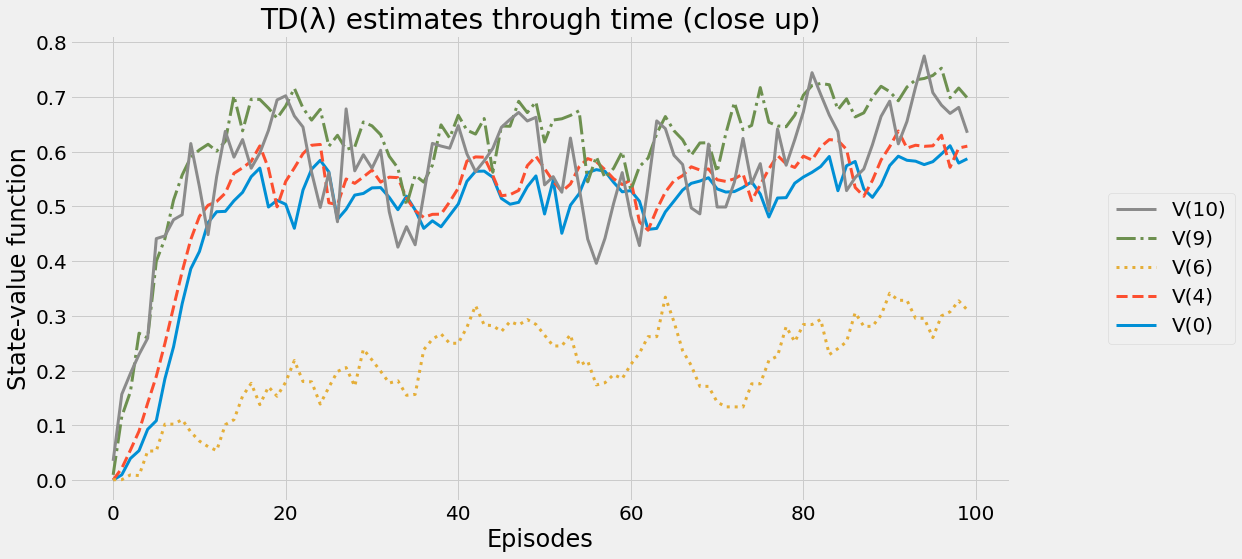 TD(λ) estimates through time (close up)
State-value function
0.8
0.7
0.6
0.5
0.4
0.3
0.2
0.1
0.0
0 20 40 60 80 100
Episodes
V(10)
V(9)
V(6)
V(4)
V(0)